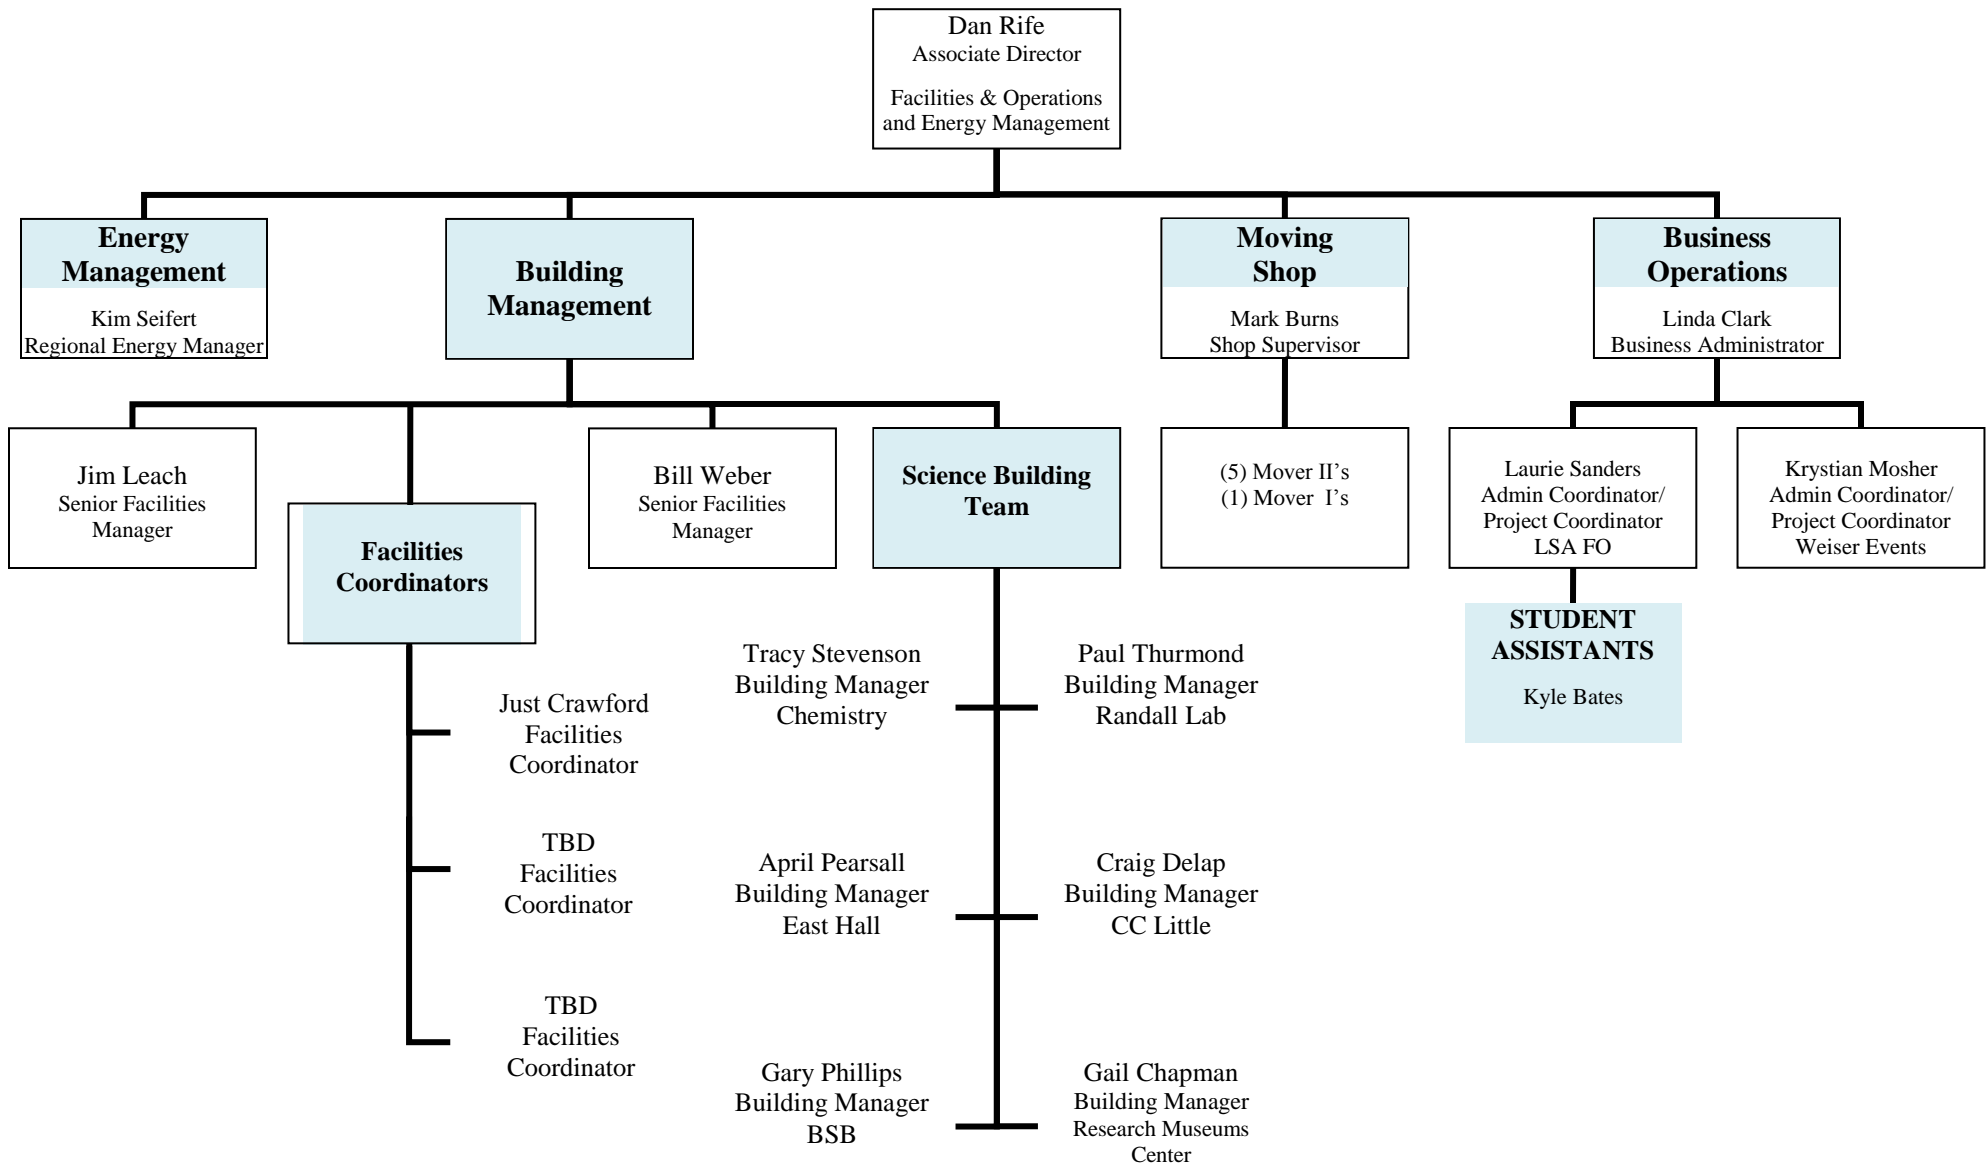 Dan Rife
Associate Director
Facilities & Operations
and Energy Management
Energy
Management
Kim Seifert
Regional Energy Manager
Building
Management
Moving
Shop
Mark Burns
Shop Supervisor
Business
Operations
Linda Clark
Business Administrator
Jim Leach
Senior Facilities
Manager
Facilities
Coordinators
Bill Weber
Senior Facilities
Manager
Science Building
Team
(5) Mover II's
(1) Mover I's
Laurie Sanders
Admin Coordinator/
Project Coordinator
LSA FO
Krystian Mosher
Admin Coordinator/
Project Coordinator
Weiser Events
STUDENT
ASSISTANTS
Kyle Bates
Just Crawford
Facilities
Coordinator
TBD
Facilities
Coordinator
TBD
Facilities
Coordinator
Tracy Stevenson
Building Manager
Chemistry
Paul Thurmond
Building Manager
Randall Lab
April Pearsall
Building Manager
East Hall
Craig Delap
Building Manager
CC Little
Gary Phillips
Building Manager
BSB
Gail Chapman
Building Manager
Research Museums
Center